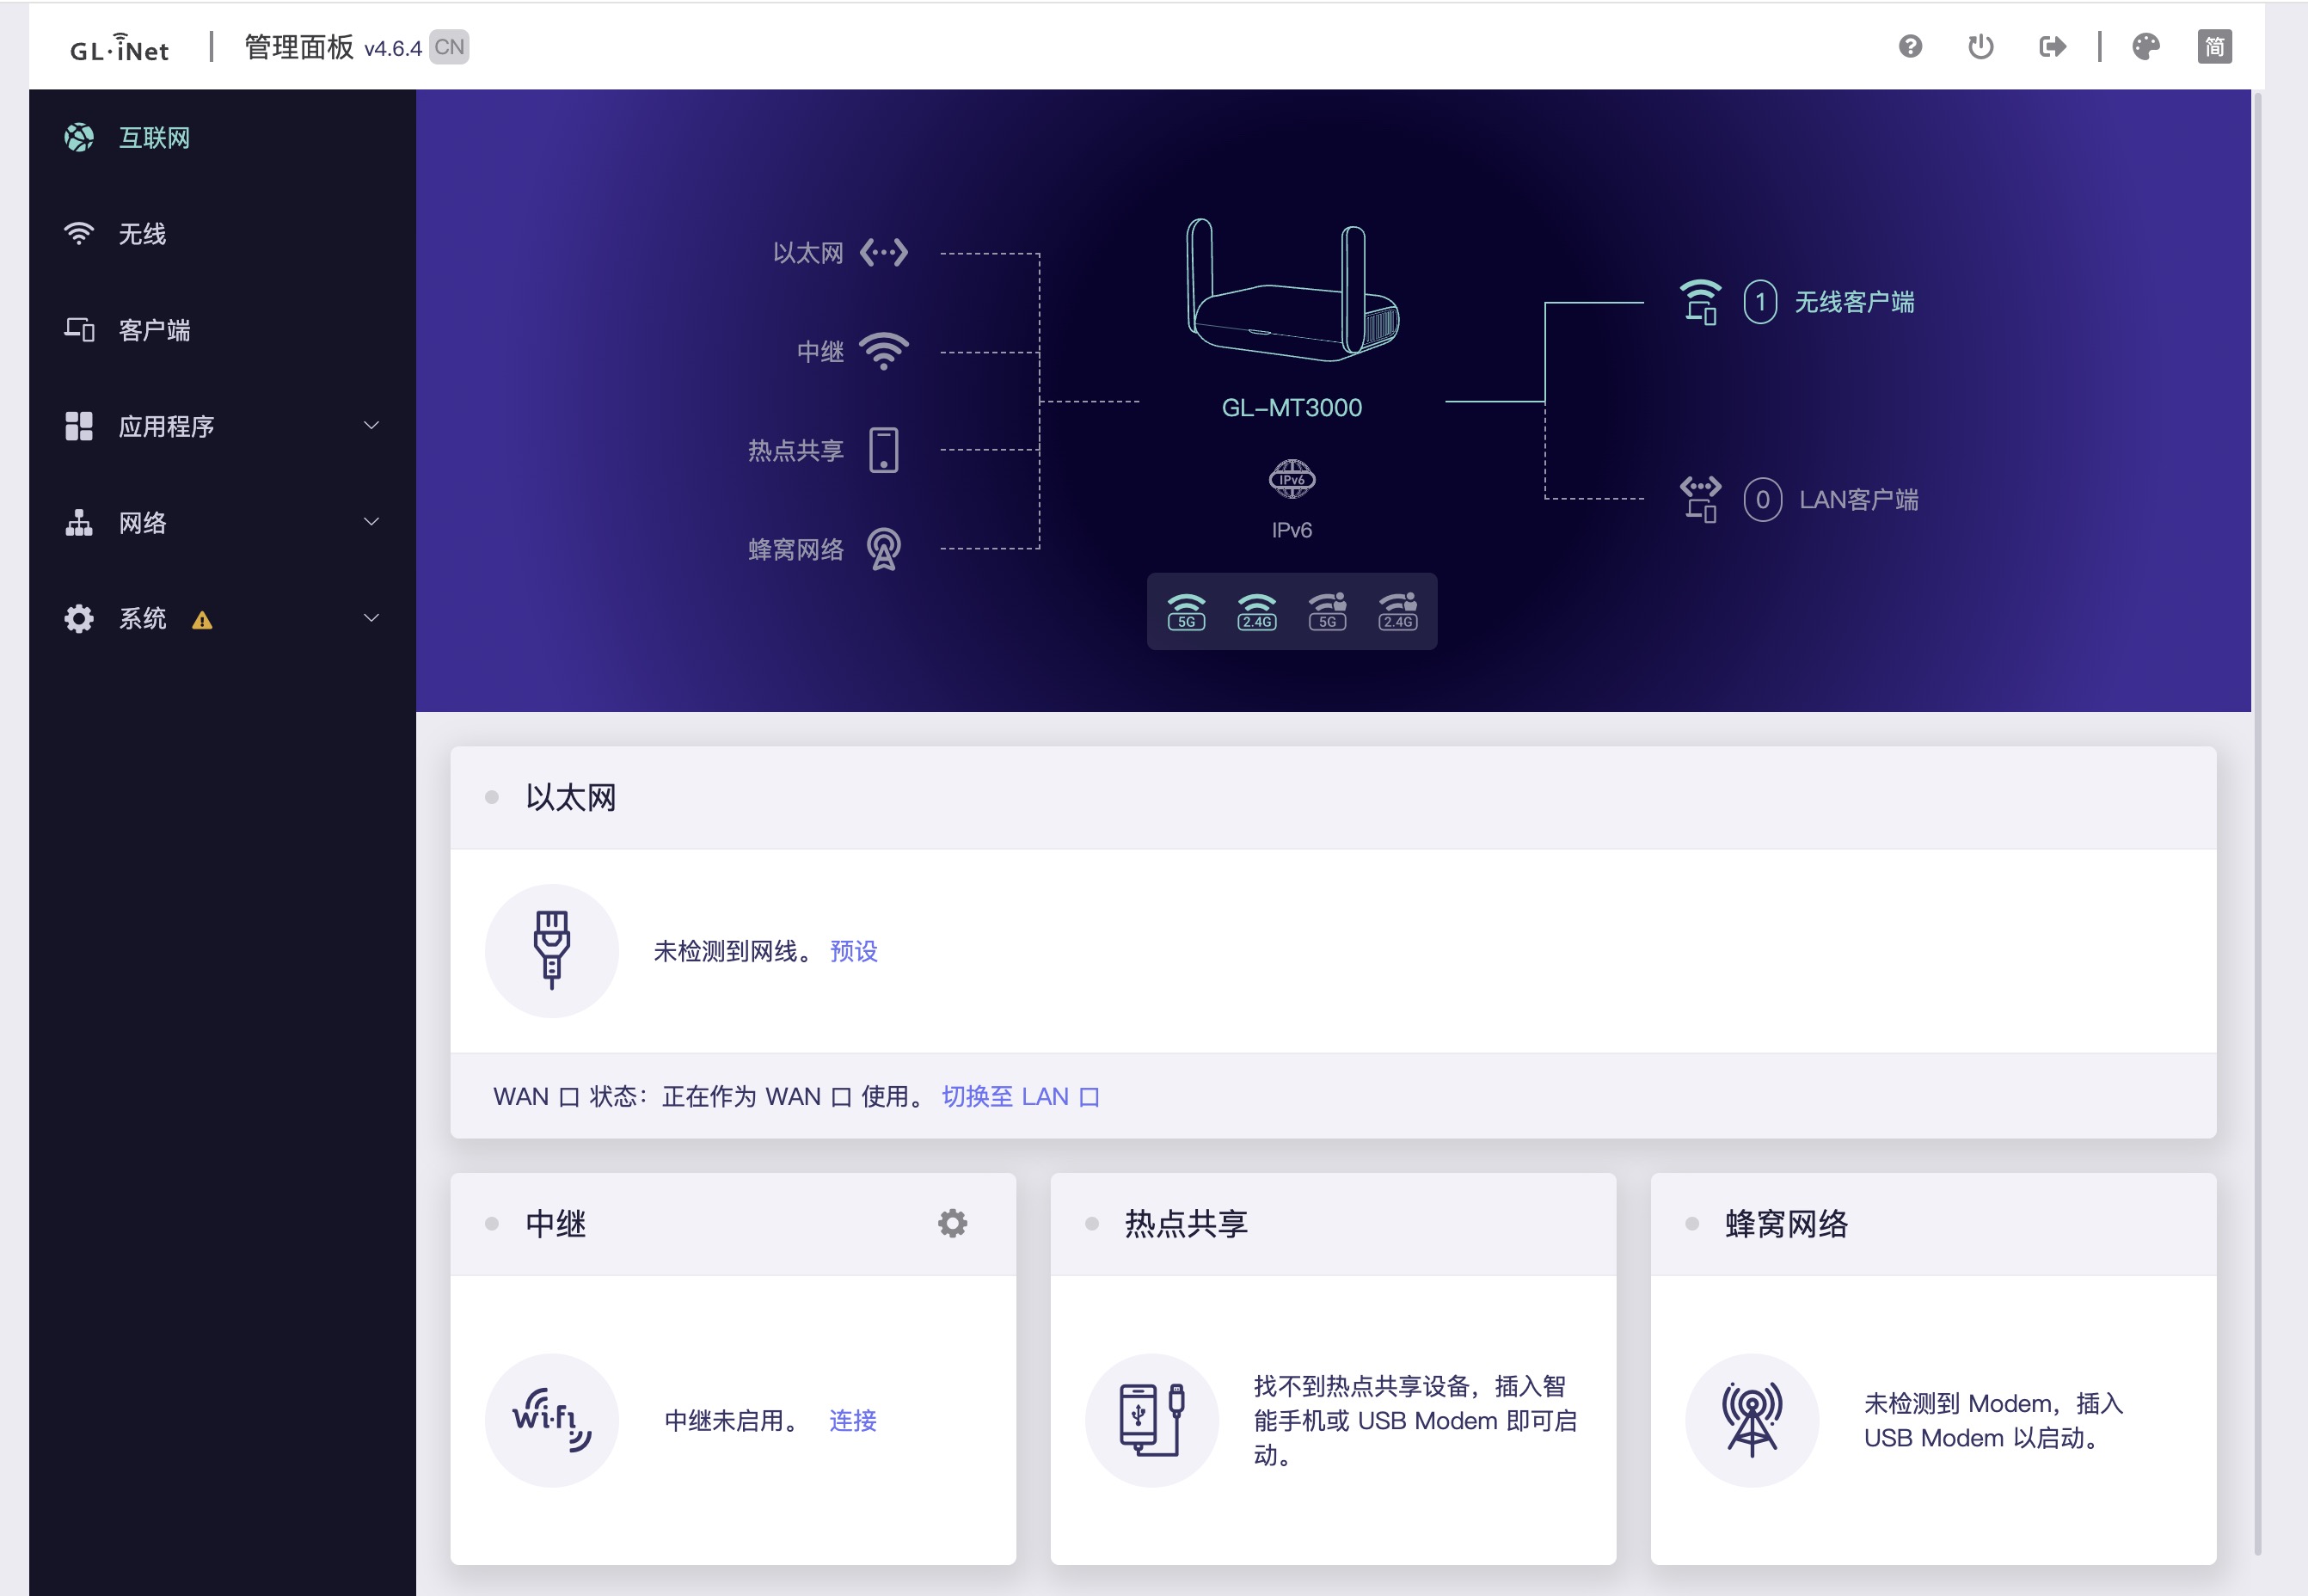 GL·iNet
管理面板 v4.6.4 CN
简
互联网
无线
客户端
应用程序
网络
系统
以太网
中继
热点共享
蜂窝网络
GL-MT3000
IPv6
IPv6
5G 2.4G 5G 2.4G
1 无线客户端
0 LAN客户端
以太网
未检测到网线。 预设
WAN 口 状态：正在作为 WAN 口 使用。 切换至 LAN 口
中继
Wi-Fi
中继未启用。 连接
热点共享
找不到热点共享设备，插入智
能手机或 USB Modem 即可启
动。
蜂窝网络
未检测到 Modem，插入
USB Modem 以启动。